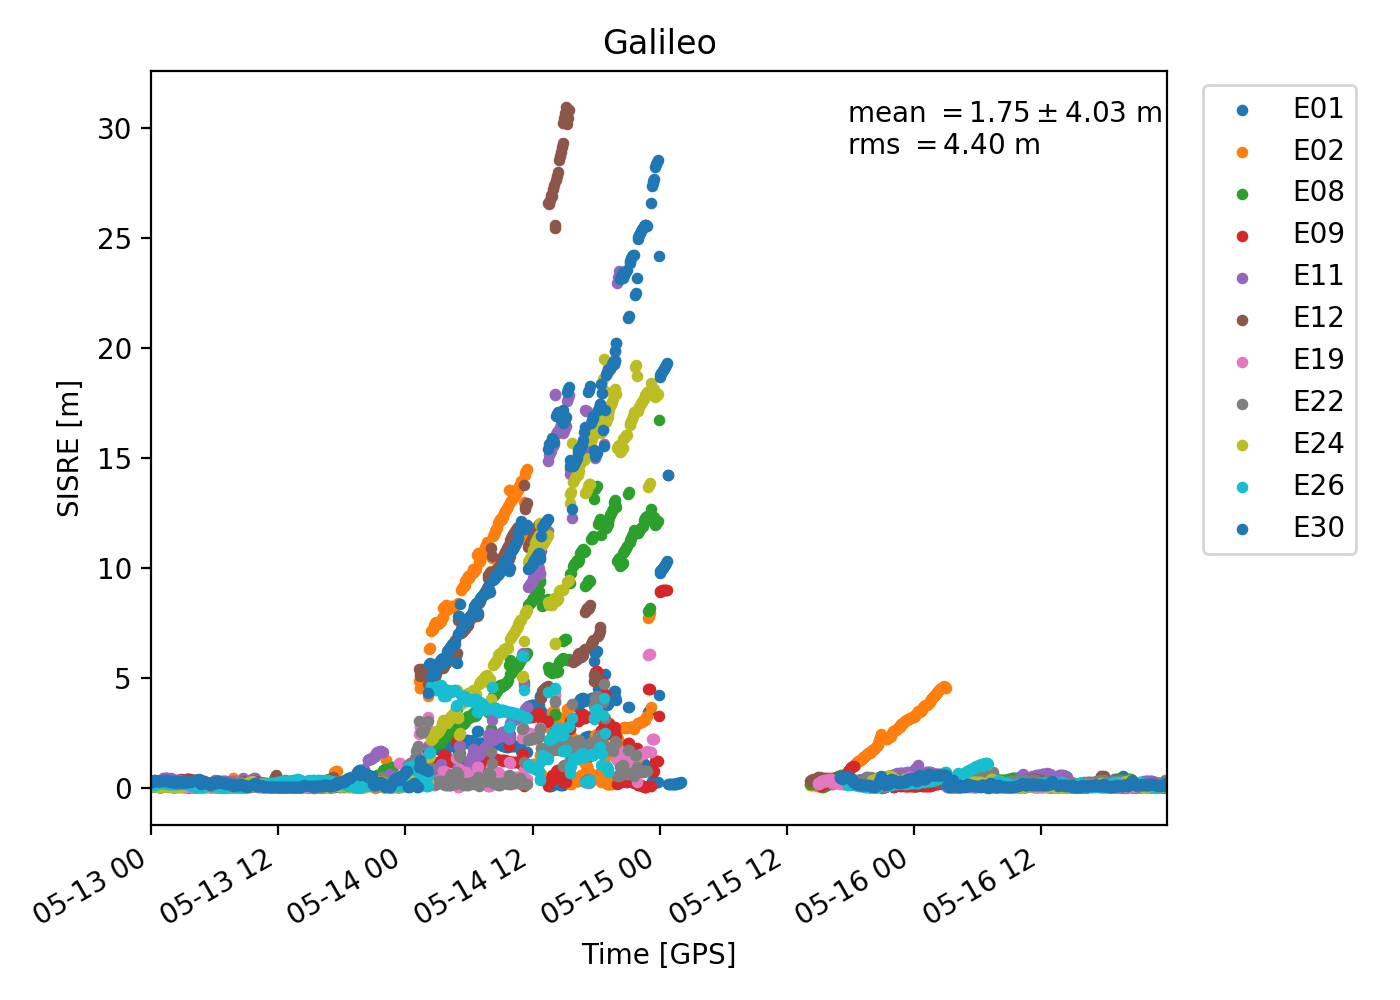 Galileo
mean = 1.75 ± 4.03 m
rms = 4.40 m
E01
E02
E08
E09
E11
E12
E19
E22
E24
E26
E30
SISRE [m]
30
25
20
15
10
5
0
05-13 00
05-13 12
05-14 00
05-14 12
05-15 00
05-15 12
05-16 00
05-16 12
Time [GPS]